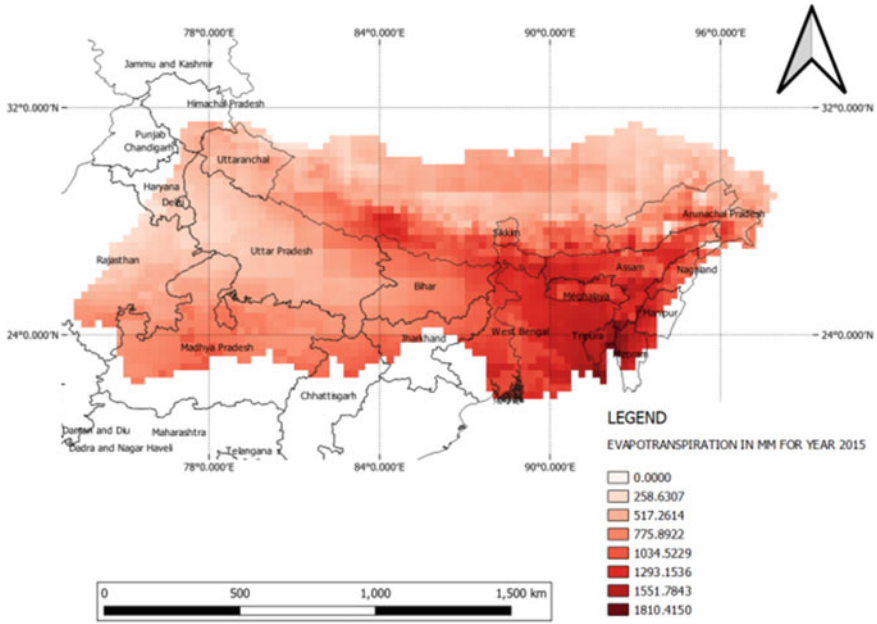 78°0.000'E 84°0.000'E 90°0.000'E 96°0.000'E
Jammu and Kashmir
32°0.000'N Himachal Pradesh 32°0.000'N
Punjab
Chandigarh
Uttaranchal
Haryana
Delhi
Arunachal Pradesh
Sikkim
Uttar Pradesh
Rajasthan
Assam
Nagaland
Bihar
Meghalaya
Manipur
24°0.000'N West Bengal 24°0.000'N
Tripura
Jharkhand
Madhya Pradesh
Mizoram
Chhattisgarh
Daman and Diu
Maharashtra
Dadra and Nagar Haveli
Telangana
78°0.000'E 84°0.000'E 90°0.000'E
LEGEND
EVAPOTRANSPIRATION IN MM FOR YEAR 2015
0.0000
258.6307
517.2614
775.8922
1034.5229
1293.1536
1551.7843
1810.4150
0 500 1,000 1,500 km